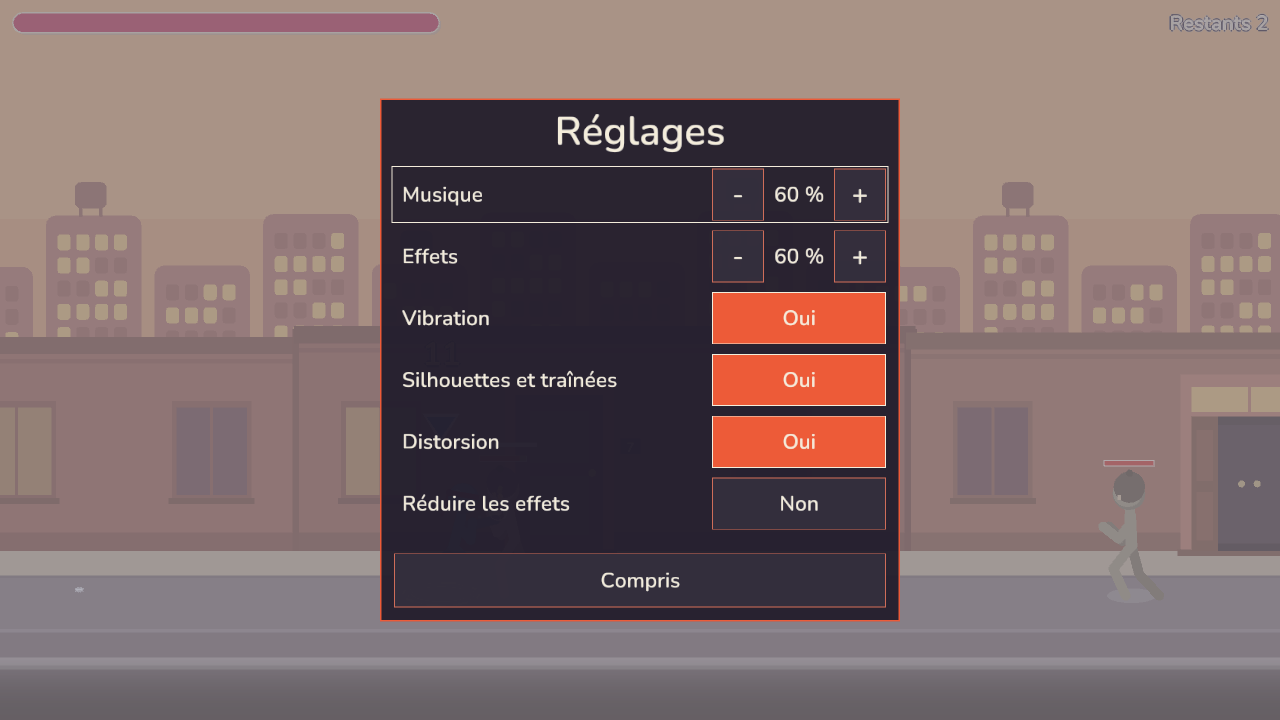 Restants 2
Réglages
Musique - 60 % +
Effets - 60 % +
Vibration Oui
Silhouettes et traînées Oui
Distorsion Oui
Réduire les effets Non
Compris